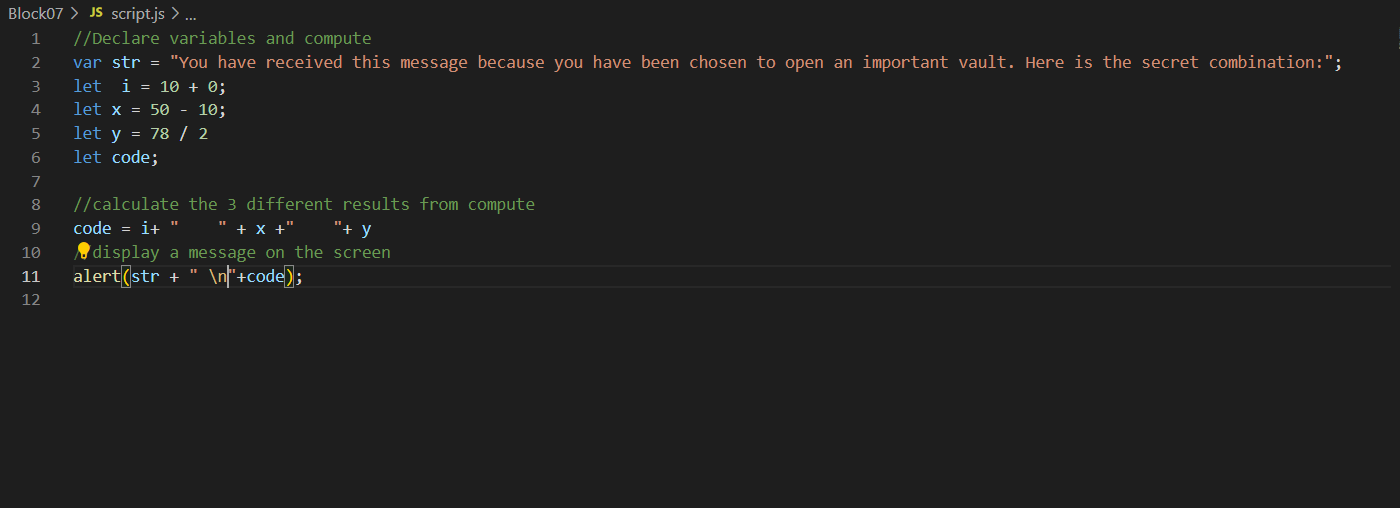 Block07 > JS script.js > ...
1 //Declare variables and compute
2 var str = "You have received this message because you have been chosen to open an important vault. Here is the secret combination:";
3 let  i = 10 + 0;
4 let x = 50 - 10;
5 let y = 78 / 2
6 let code;
7
8 //calculate the 3 different results from compute
9 code = i+ "    " + x +"    "+ y
10 /display a message on the screen
11 alert(str + " \n"+code);
12